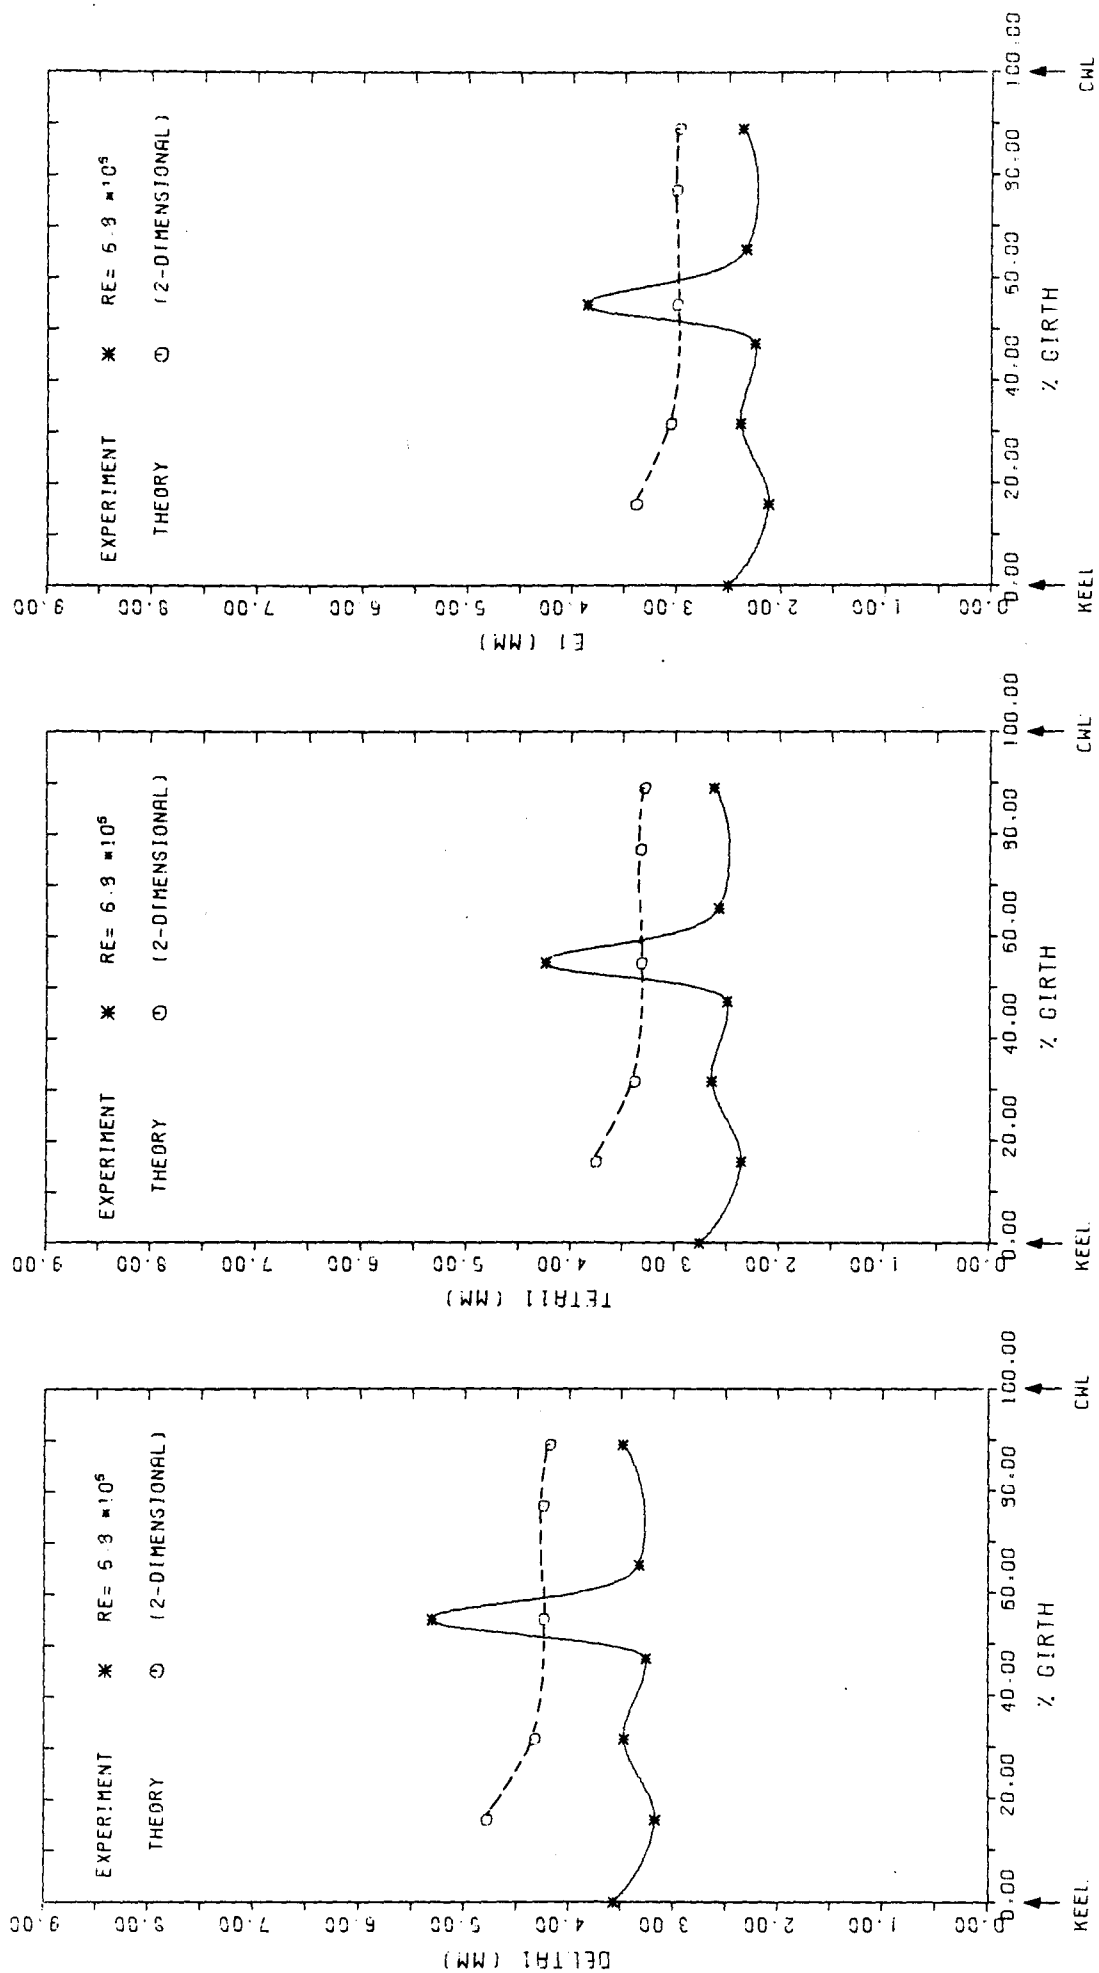 EXPERIMENT * RE= 6.8 *10⁵
THEORY O (2-DIMENSIONAL)
DELTA1 (MM)
9.00
8.00
7.00
6.00
5.00
4.00
3.00
2.00
1.00
0.00
0.00 20.00 40.00 60.00 80.00 100.00
% GIRTH
KEEL CWL
EXPERIMENT * RE= 6.8 *10⁵
THEORY O (2-DIMENSIONAL)
TETA11 (MM)
9.00
8.00
7.00
6.00
5.00
4.00
3.00
2.00
1.00
0.00
0.00 20.00 40.00 60.00 80.00 100.00
% GIRTH
KEEL CWL
EXPERIMENT * RE= 6.8 *10⁵
THEORY O (2-DIMENSIONAL)
E1 (MM)
9.00
8.00
7.00
6.00
5.00
4.00
3.00
2.00
1.00
0.00
0.00 20.00 40.00 60.00 80.00 100.00
% GIRTH
KEEL CWL